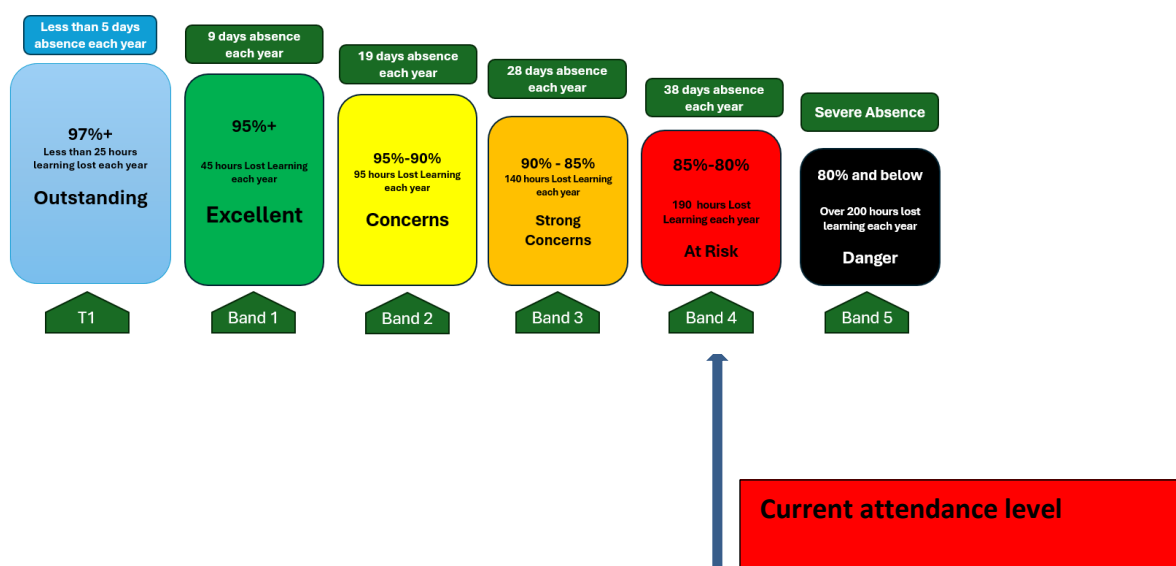 Less than 5 days
absence each year
97%+
Less than 25 hours
learning lost each year
Outstanding
T1
9 days absence
each year
95%+
45 hours Lost Learning
each year
Excellent
Band 1
19 days absence
each year
95%-90%
95 hours Lost Learning
each year
Concerns
Band 2
28 days absence
each year
90% - 85%
140 hours Lost Learning
each year
Strong
Concerns
Band 3
38 days absence
each year
85%-80%
190 hours Lost
Learning each year
At Risk
Band 4
Severe Absence
80% and below
Over 200 hours lost
learning each year
Danger
Band 5
Current attendance level